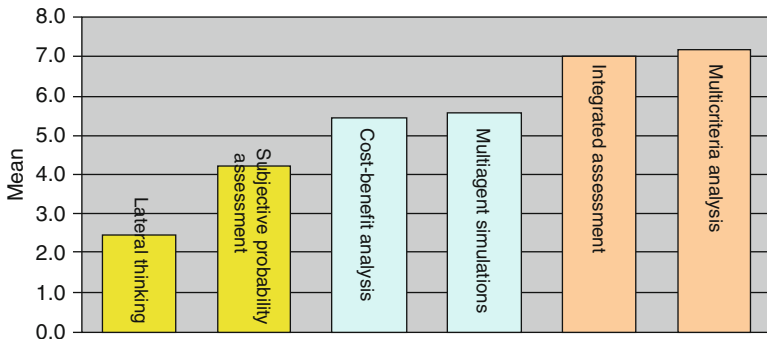 8.0
7.0
6.0
5.0
4.0
3.0
2.0
1.0
0.0
Mean
Lateral thinking
Subjective probability
assessment
Cost-benefit analysis
Multiagent simulations
Integrated assessment
Multicriteria analysis